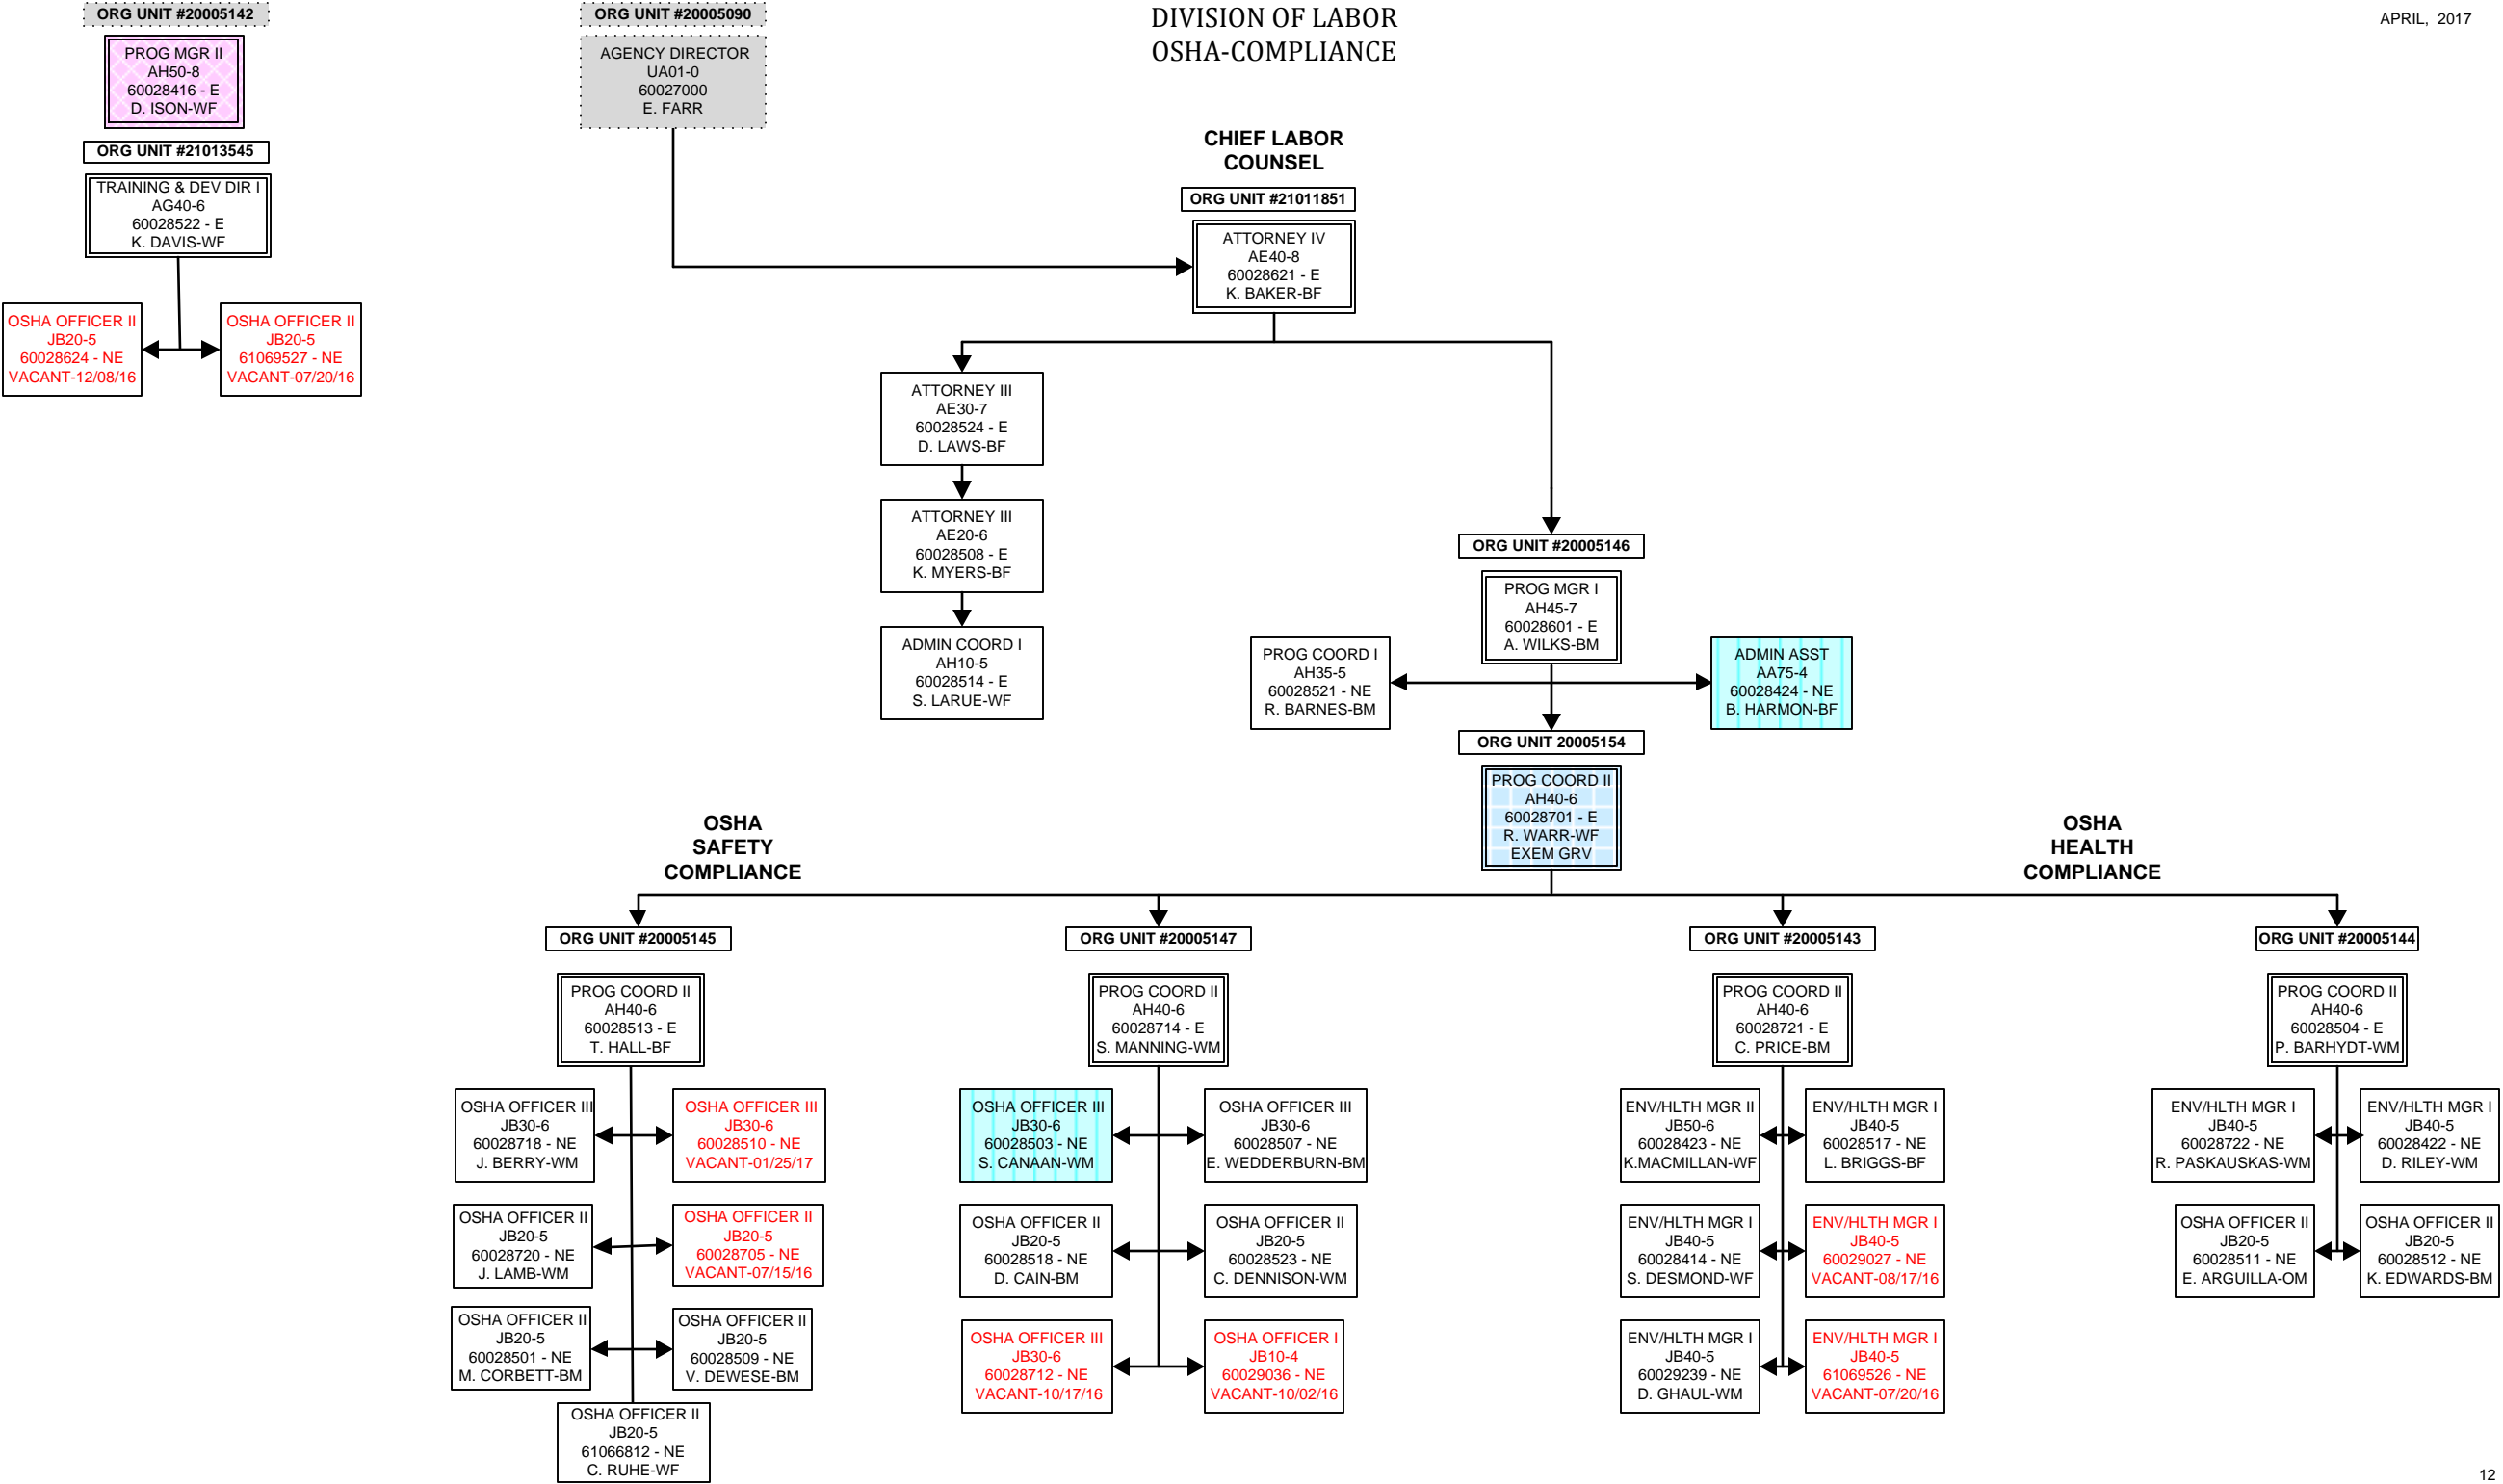 ORG UNIT #20005142
PROG MGR II
AH50-8
60028416 - E
D. ISON-WF
ORG UNIT #21013545
TRAINING & DEV DIR I
AG40-6
60028522 - E
K. DAVIS-WF
OSHA OFFICER II
JB20-5
60028624 - NE
VACANT-12/08/16
OSHA OFFICER II
JB20-5
61069527 - NE
VACANT-07/20/16
ORG UNIT #20005090
AGENCY DIRECTOR
UA01-0
60027000
E. FARR
DIVISION OF LABOR
OSHA-COMPLIANCE
APRIL, 2017
CHIEF LABOR
COUNSEL
ORG UNIT #21011851
ATTORNEY IV
AE40-8
60028621 - E
K. BAKER-BF
ATTORNEY III
AE30-7
60028524 - E
D. LAWS-BF
ATTORNEY III
AE20-6
60028508 - E
K. MYERS-BF
ADMIN COORD I
AH10-5
60028514 - E
S. LARUE-WF
ORG UNIT #20005146
PROG MGR I
AH45-7
60028601 - E
A. WILKS-BM
PROG COORD I
AH35-5
60028521 - NE
R. BARNES-BM
ADMIN ASST
AA75-4
60028424 - NE
B. HARMON-BF
ORG UNIT 20005154
PROG COORD II
AH40-6
60028701 - E
R. WARR-WF
EXEM GRV
OSHA
SAFETY
COMPLIANCE
OSHA
HEALTH
COMPLIANCE
ORG UNIT #20005145
PROG COORD II
AH40-6
60028513 - E
T. HALL-BF
OSHA OFFICER III
JB30-6
60028718 - NE
J. BERRY-WM
OSHA OFFICER III
JB30-6
60028510 - NE
VACANT-01/25/17
OSHA OFFICER II
JB20-5
60028720 - NE
J. LAMB-WM
OSHA OFFICER II
JB20-5
60028705 - NE
VACANT-07/15/16
OSHA OFFICER II
JB20-5
60028501 - NE
M. CORBETT-BM
OSHA OFFICER II
JB20-5
60028509 - NE
V. DEWESE-BM
OSHA OFFICER II
JB20-5
61066812 - NE
C. RUHE-WF
ORG UNIT #20005147
PROG COORD II
AH40-6
60028714 - E
S. MANNING-WM
OSHA OFFICER III
JB30-6
60028503 - NE
S. CANAAN-WM
OSHA OFFICER III
JB30-6
60028507 - NE
E. WEDDERBURN-BM
OSHA OFFICER II
JB20-5
60028518 - NE
D. CAIN-BM
OSHA OFFICER II
JB20-5
60028523 - NE
C. DENNISON-WM
OSHA OFFICER III
JB30-6
60028712 - NE
VACANT-10/17/16
OSHA OFFICER I
JB10-4
60029036 - NE
VACANT-10/02/16
ORG UNIT #20005143
PROG COORD II
AH40-6
60028721 - E
C. PRICE-BM
ENV/HLTH MGR II
JB50-6
60028423 - NE
K.MACMILLAN-WF
ENV/HLTH MGR I
JB40-5
60028517 - NE
L. BRIGGS-BF
ENV/HLTH MGR I
JB40-5
60028414 - NE
S. DESMOND-WF
ENV/HLTH MGR I
JB40-5
60029027 - NE
VACANT-08/17/16
ENV/HLTH MGR I
JB40-5
60029239 - NE
D. GHAUL-WM
ENV/HLTH MGR I
JB40-5
61069526 - NE
VACANT-07/20/16
ORG UNIT #20005144
PROG COORD II
AH40-6
60028504 - E
P. BARHYDT-WM
ENV/HLTH MGR I
JB40-5
60028722 - NE
R. PASKAUSKAS-WM
ENV/HLTH MGR I
JB40-5
60028422 - NE
D. RILEY-WM
OSHA OFFICER II
JB20-5
60028511 - NE
E. ARGUILLA-OM
OSHA OFFICER II
JB20-5
60028512 - NE
K. EDWARDS-BM
12